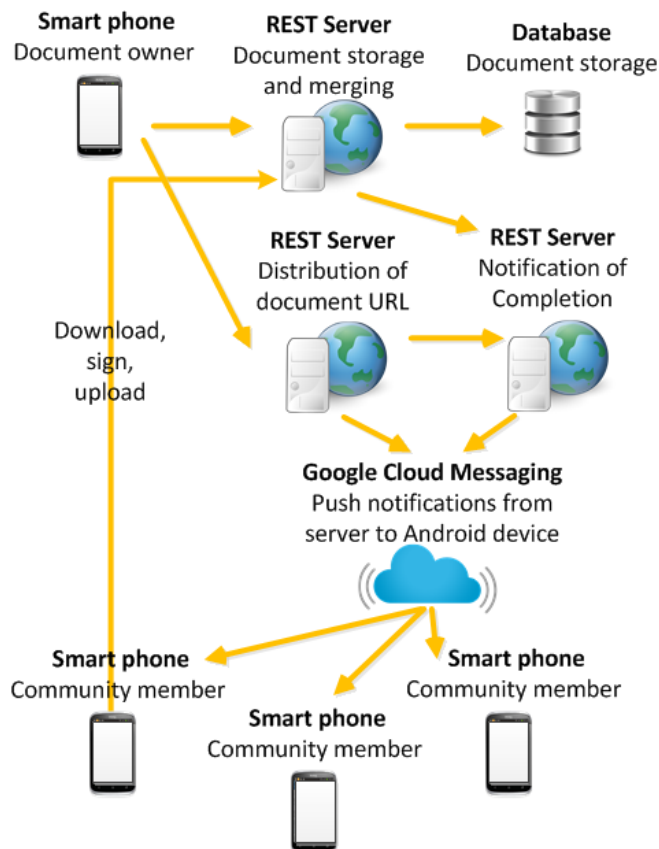 Smart phone
Document owner
REST Server
Document storage
and merging
Database
Document storage
REST Server
Distribution of
document URL
REST Server
Notification of
Completion
Download,
sign,
upload
Google Cloud Messaging
Push notifications from
server to Android device
Smart phone
Community member
Smart phone
Community member
Smart phone
Community member